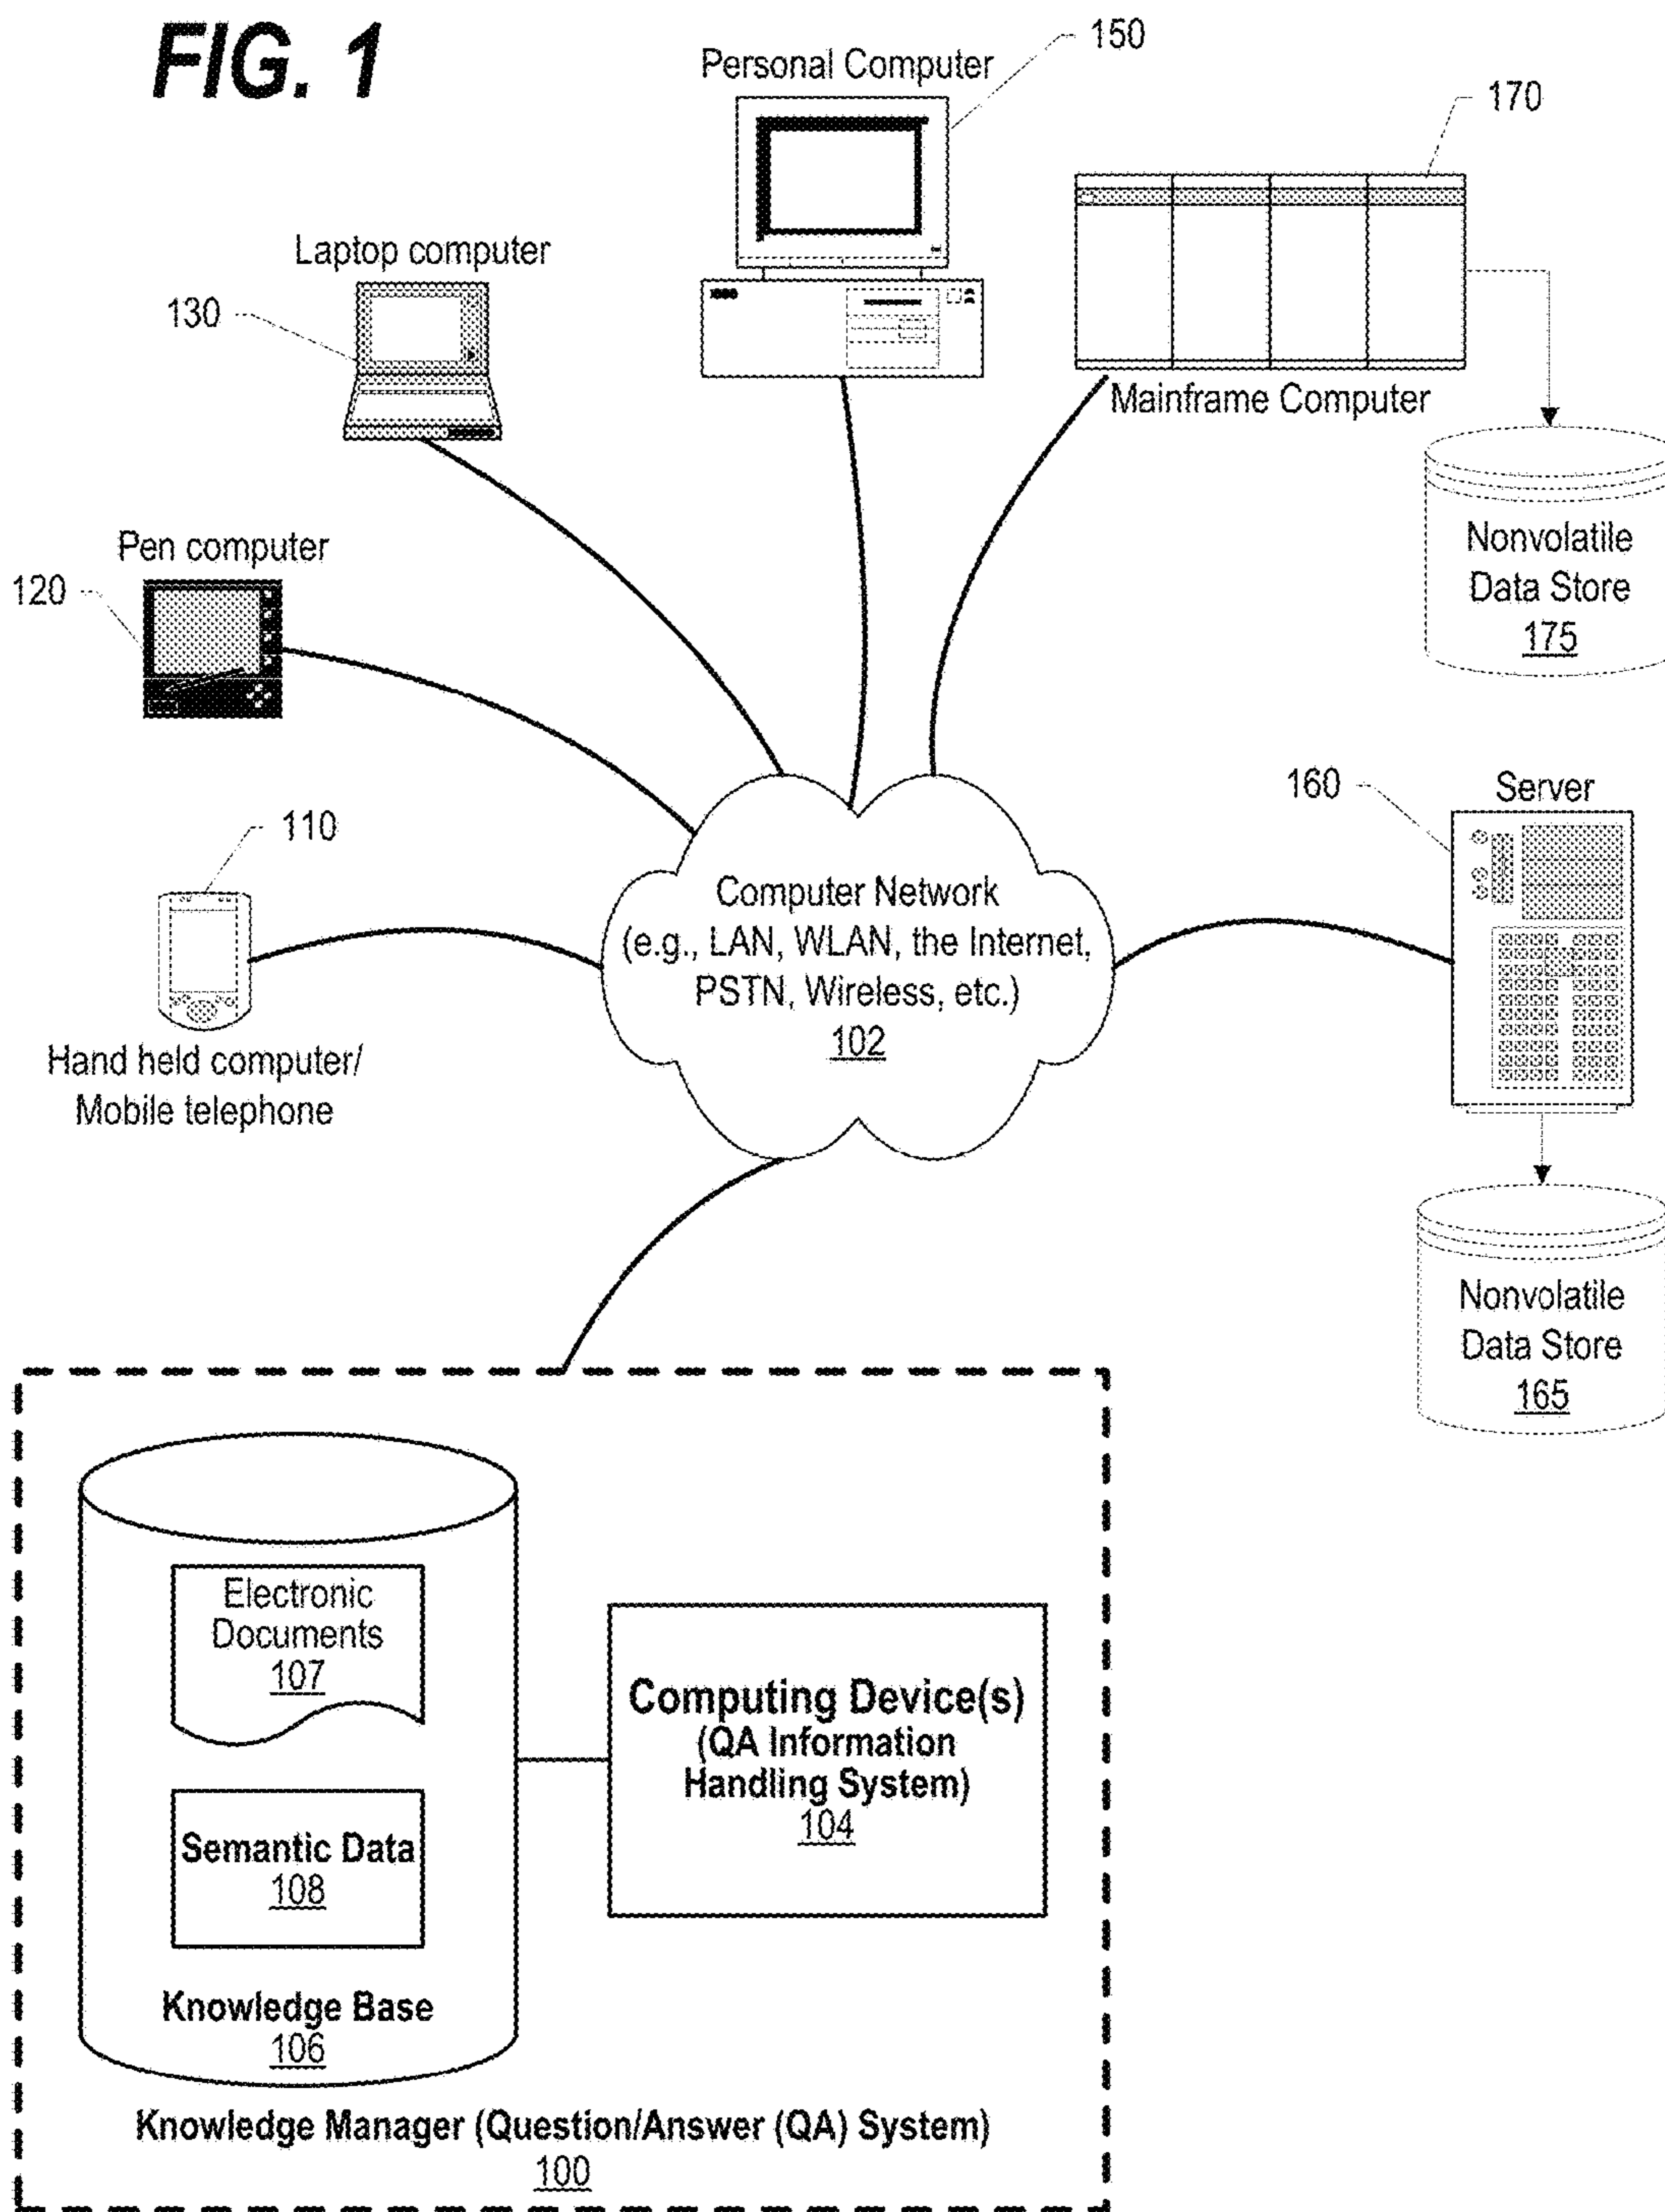 FIG. 1
Personal Computer
150
170
Laptop computer
130
Mainframe Computer
Nonvolatile
Data Store
175
Pen computer
120
160
Server
110
Computer Network
(e.g., LAN, WLAN, the Internet,
PSTN, Wireless, etc.)
102
Hand held computer/
Mobile telephone
Nonvolatile
Data Store
165
Electronic
Documents
107
Semantic Data
108
Knowledge Base
106
Computing Device(s)
(QA Information
Handling System)
104
Knowledge Manager (Question/Answer (QA) System)
100